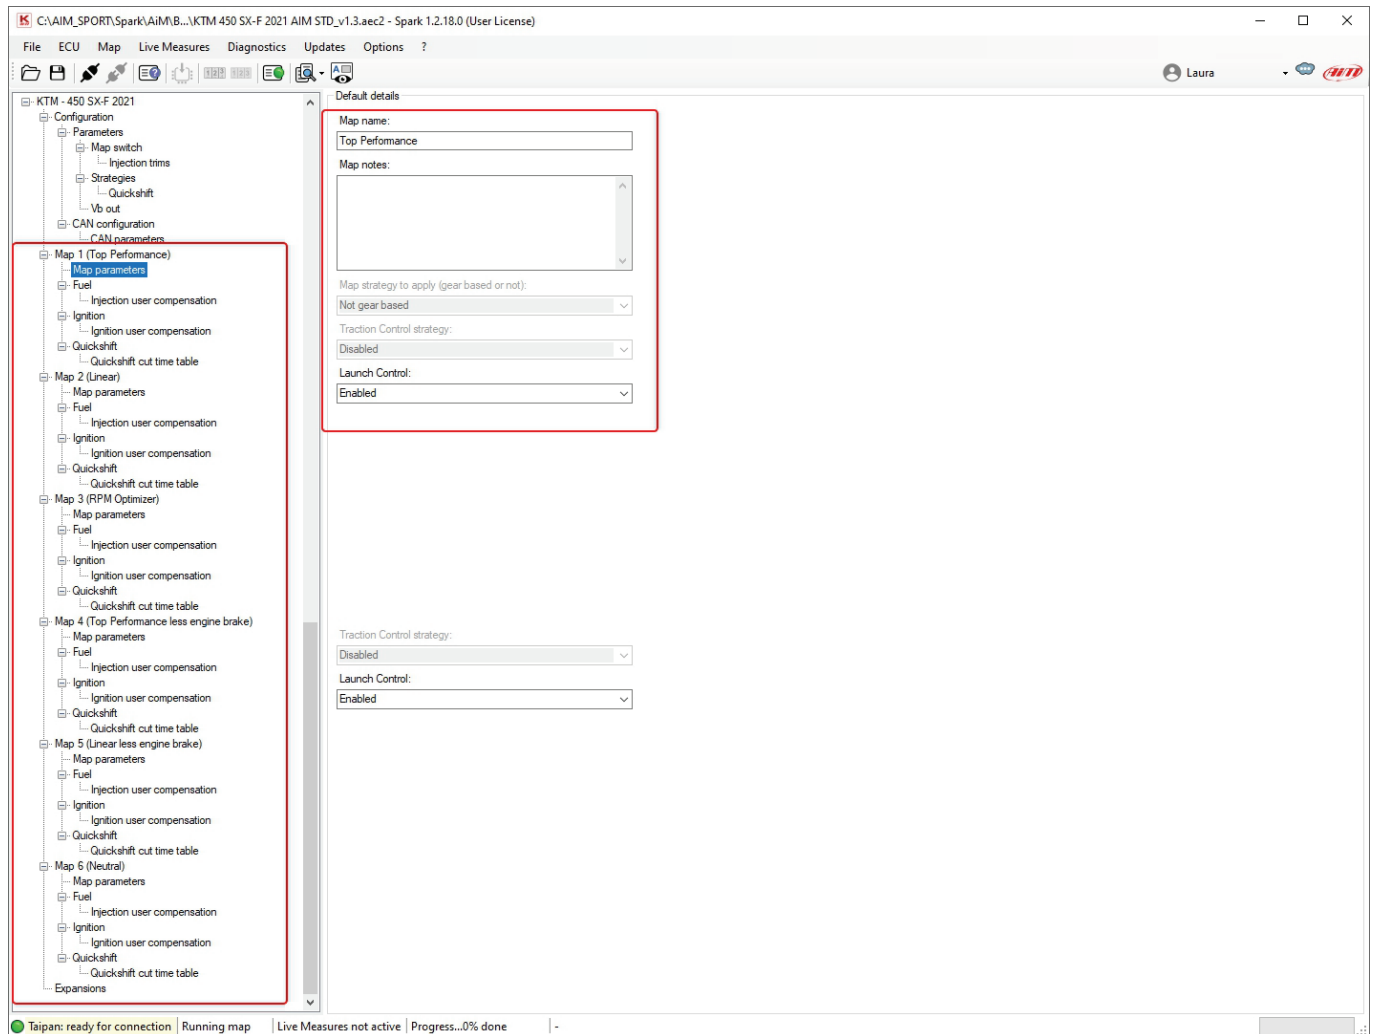 C:\AIM_SPORT\Spark\AiM\B...\KTM 450 SX-F 2021 AIM STD_v1.3.aec2 - Spark 1.2.18.0 (User License)
File ECU Map Live Measures Diagnostics Updates Options ?
Laura
AiM
KTM - 450 SX-F 2021
Configuration
Parameters
Map switch
Injection trims
Strategies
Quickshift
Vb out
CAN configuration
CAN parameters
Map 1 (Top Performance)
Map parameters
Fuel
Injection user compensation
Ignition
Ignition user compensation
Quickshift
Quickshift cut time table
Map 2 (Linear)
Map parameters
Fuel
Injection user compensation
Ignition
Ignition user compensation
Quickshift
Quickshift cut time table
Map 3 (RPM Optimizer)
Map parameters
Fuel
Injection user compensation
Ignition
Ignition user compensation
Quickshift
Quickshift cut time table
Map 4 (Top Performance less engine brake)
Map parameters
Fuel
Injection user compensation
Ignition
Ignition user compensation
Quickshift
Quickshift cut time table
Map 5 (Linear less engine brake)
Map parameters
Fuel
Injection user compensation
Ignition
Ignition user compensation
Quickshift
Quickshift cut time table
Map 6 (Neutral)
Map parameters
Fuel
Injection user compensation
Ignition
Ignition user compensation
Quickshift
Quickshift cut time table
Expansions
Default details
Map name:
Top Performance
Map notes:
Map strategy to apply (gear based or not):
Not gear based
Traction Control strategy:
Disabled
Launch Control:
Enabled
Traction Control strategy:
Disabled
Launch Control:
Enabled
Taipan: ready for connection Running map Live Measures not active Progress...0% done -